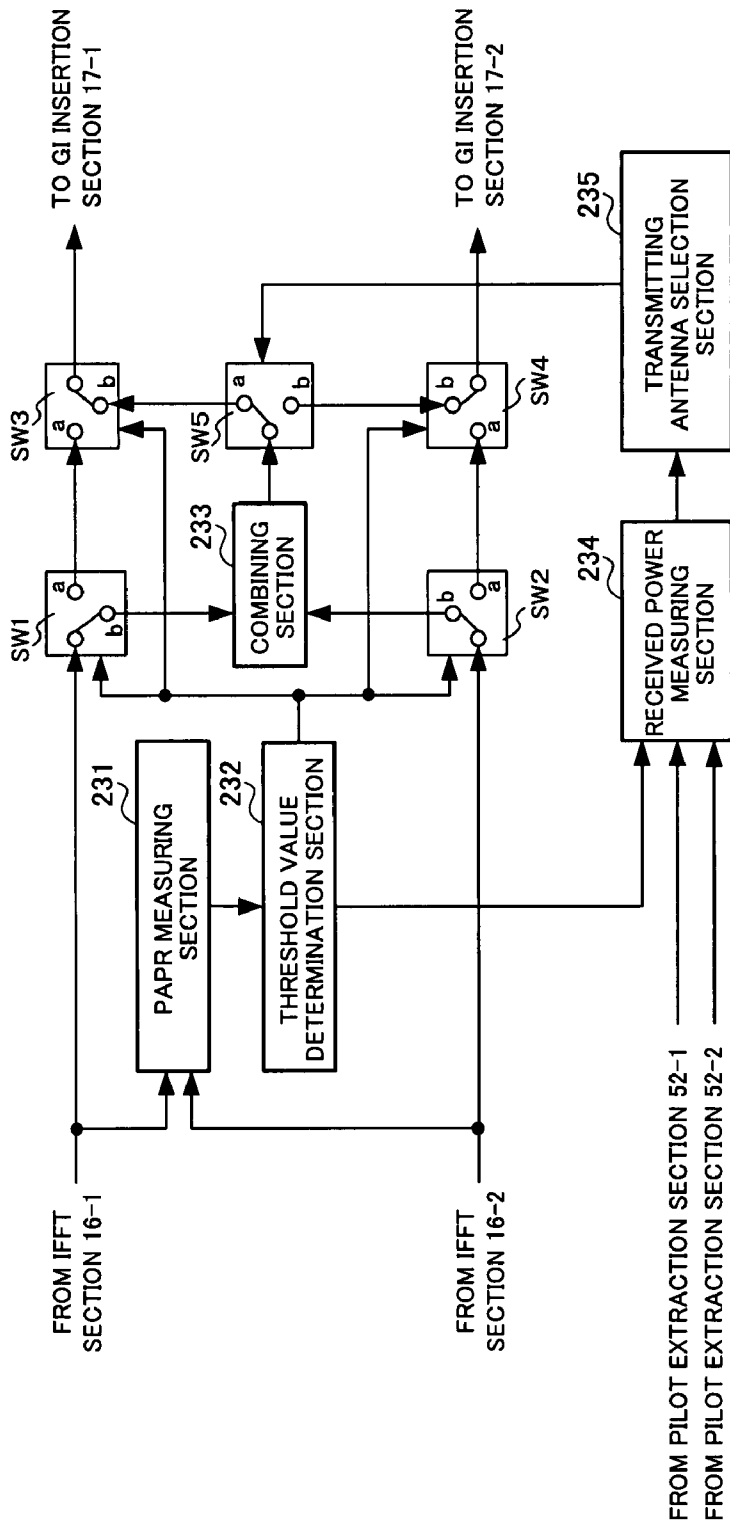 FROM IFFT
SECTION 16-1
FROM IFFT
SECTION 16-2
FROM PILOT EXTRACTION SECTION 52-1
FROM PILOT EXTRACTION SECTION 52-2
231
PAPR MEASURING
SECTION
232
THRESHOLD VALUE
DETERMINATION SECTION
SW1
a
b
233
COMBINING
SECTION
b
a
SW2
234
RECEIVED POWER
MEASURING
SECTION
SW3
a
b
SW5
a
b
b
a
SW4
235
TRANSMITTING
ANTENNA SELECTION
SECTION
TO GI INSERTION
SECTION 17-1
TO GI INSERTION
SECTION 17-2